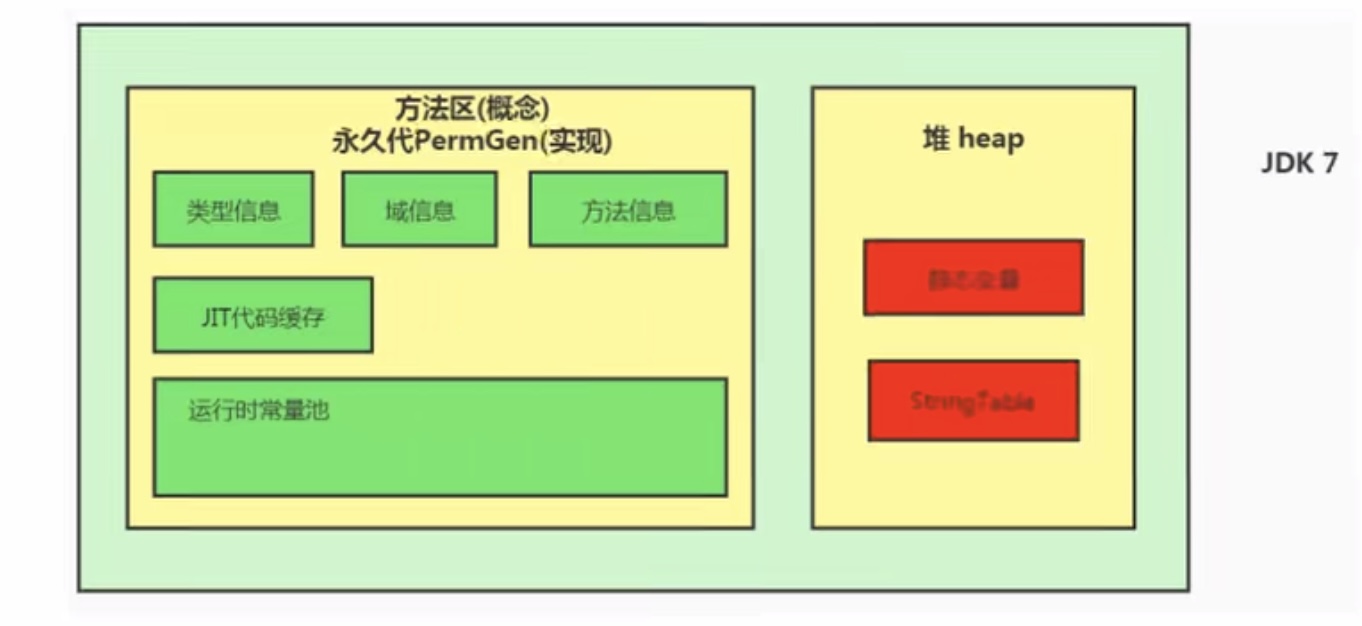 方法区(概念)
永久代PermGen(实现)
堆 heap
JDK 7
类型信息
域信息
方法信息
静态变量
JIT代码缓存
StringTable
运行时常量池